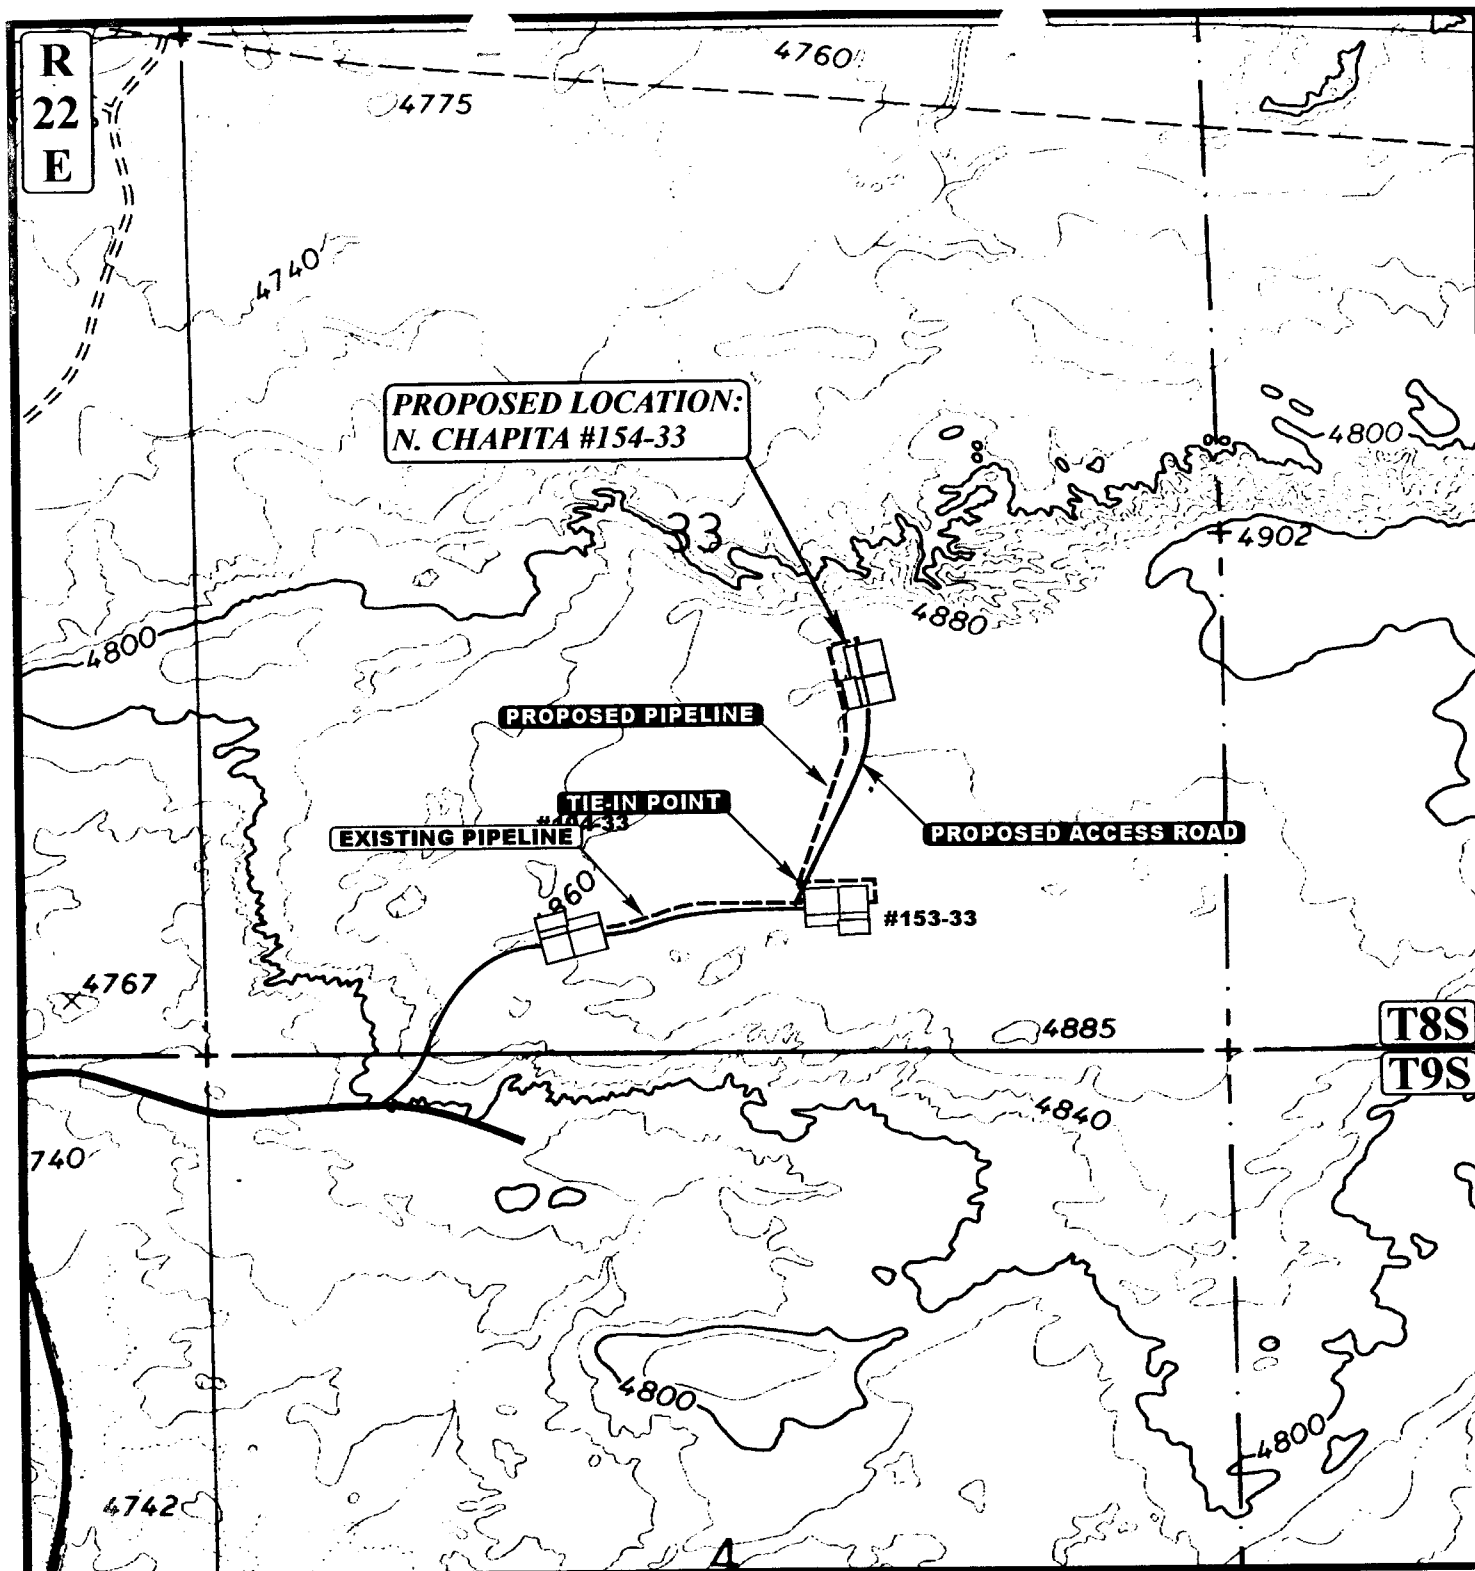 R
22
E
4760
4775
4740
PROPOSED LOCATION:
N. CHAPITA #154-33
4800
33
4902
4880
4800
PROPOSED PIPELINE
TIE-IN POINT
EXISTING PIPELINE
PROPOSED ACCESS ROAD
860
#153-33
4767
4885
T8S
T9S
4840
740
4800
4800
4742
4